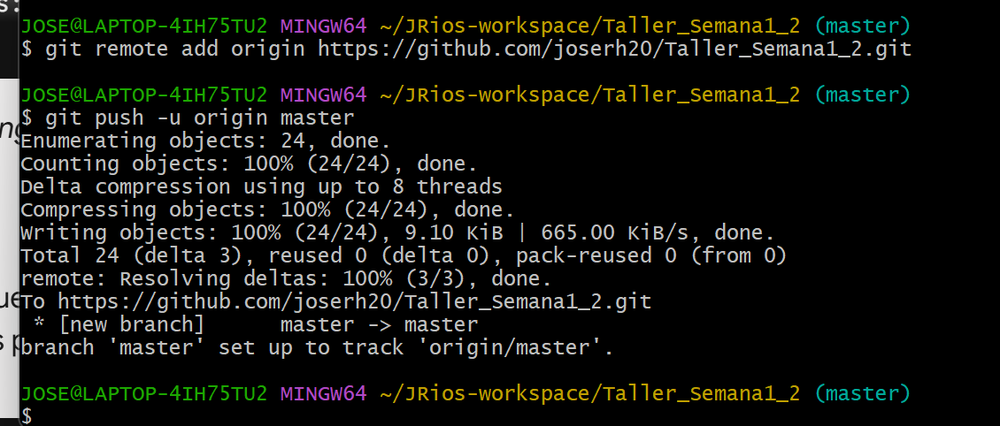 s:
JOSE@LAPTOP-4IH75TU2 MINGW64 ~/JRios-workspace/Taller_Semana1_2 (master)
$ git remote add origin https://github.com/joserh20/Taller_Semana1_2.git
JOSE@LAPTOP-4IH75TU2 MINGW64 ~/JRios-workspace/Taller_Semana1_2 (master)
$ git push -u origin master
Enumerating objects: 24, done.
Counting objects: 100% (24/24), done.
Delta compression using up to 8 threads
Compressing objects: 100% (24/24), done.
Writing objects: 100% (24/24), 9.10 KiB | 665.00 KiB/s, done.
Total 24 (delta 3), reused 0 (delta 0), pack-reused 0 (from 0)
remote: Resolving deltas: 100% (3/3), done.
To https://github.com/joserh20/Taller_Semana1_2.git
 * [new branch]      master -> master
branch 'master' set up to track 'origin/master'.
JOSE@LAPTOP-4IH75TU2 MINGW64 ~/JRios-workspace/Taller_Semana1_2 (master)
$